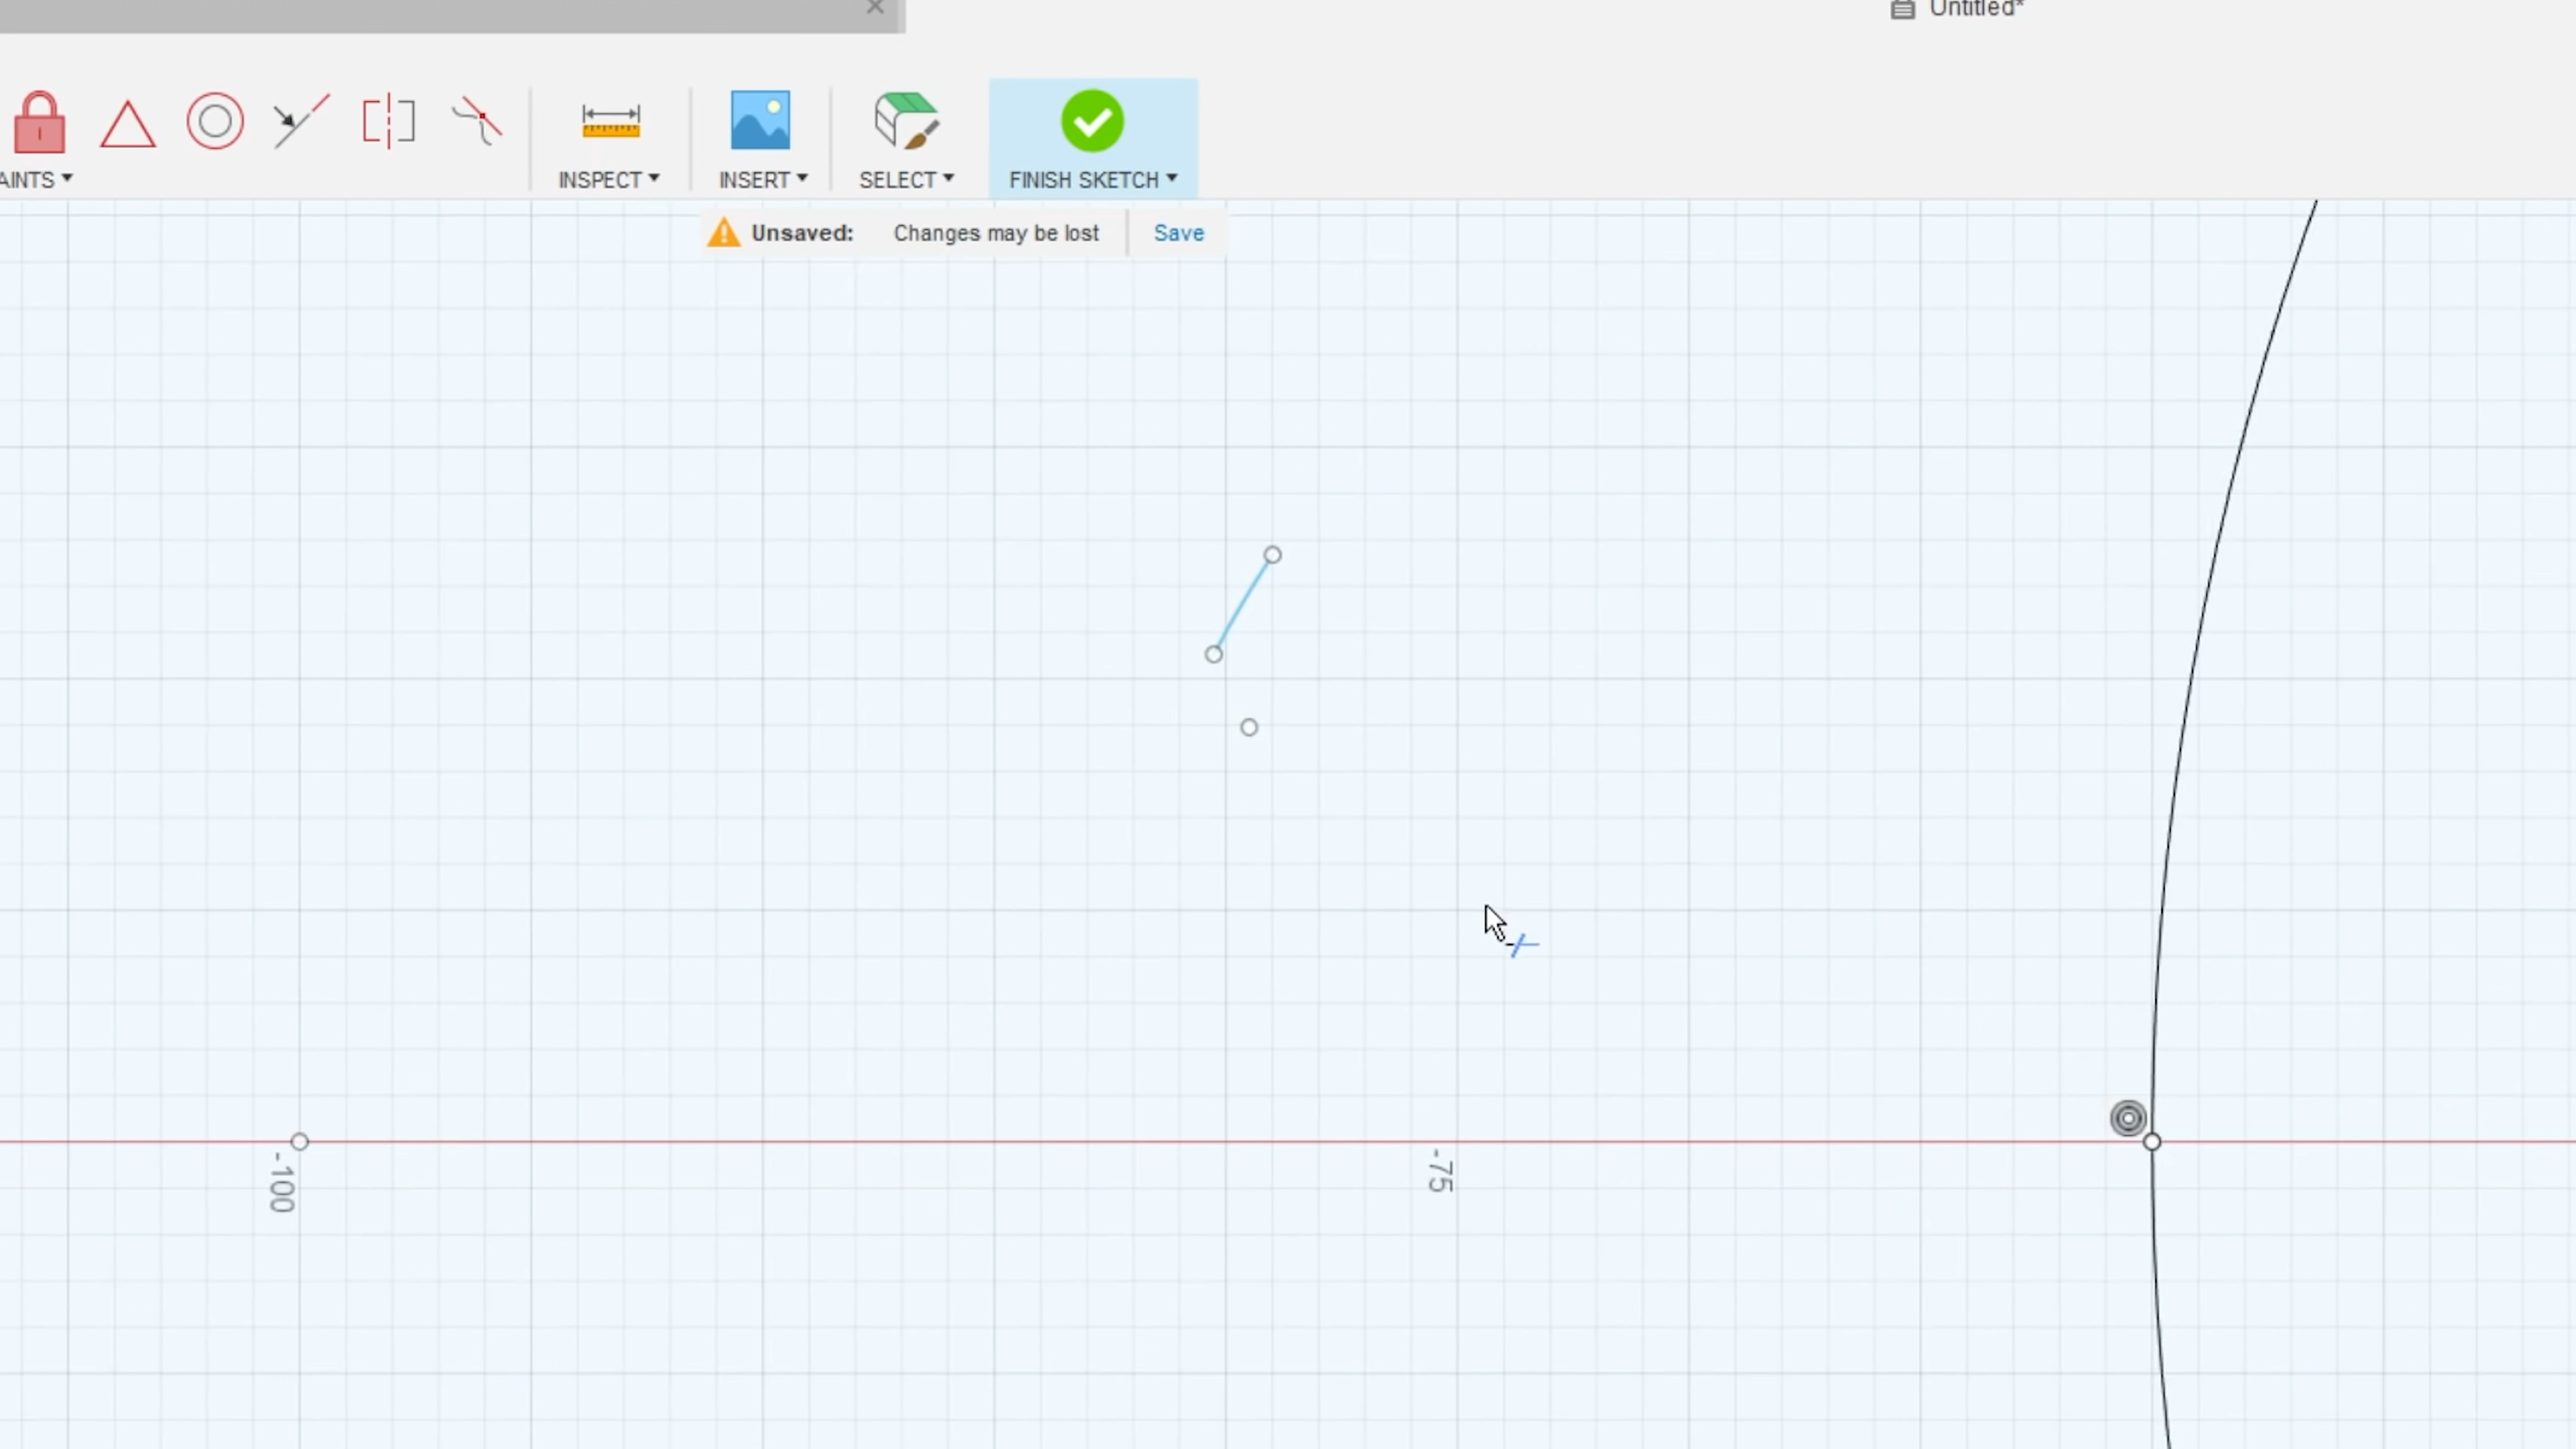 Untitled*
AINTS
INSPECT
INSERT
SELECT
FINISH SKETCH
Unsaved: Changes may be lost Save
-100
-75